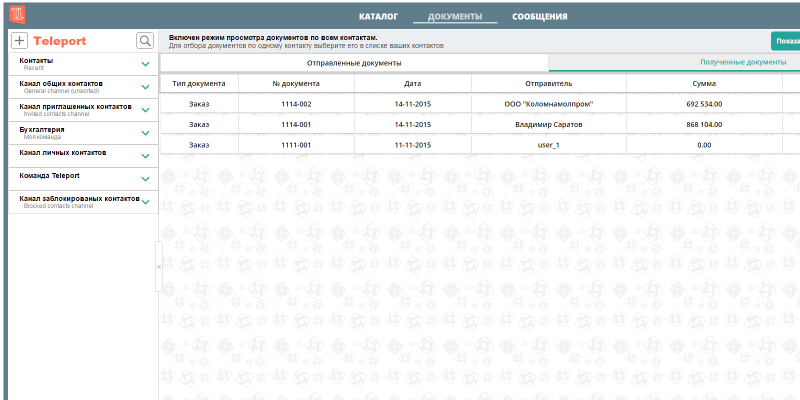 КАТАЛОГ ДОКУМЕНТЫ СООБЩЕНИЯ
Teleport
Включен режим просмотра документов по всем контактам.
Для отбора документов по одному контакту выберите его в списке ваших контактов
Отправленные документы Полученные документы
Тип документа № документа Дата Отправитель Сумма
Заказ 1114-002 14-11-2015 ООО "Коломнамолпром" 692 534.00
Заказ 1114-001 14-11-2015 Владимир Саратов 868 104.00
Заказ 1111-001 11-11-2015 user_1 0.00
Контакты
Recent
Канал общих контактов
General channel (unsorted)
Канал приглашенных контактов
Invited contacts channel
Бухгалтерия
Моя команда
Канал личных контактов
Команда Teleport
Канал заблокированых контактов
Blocked contacts channel